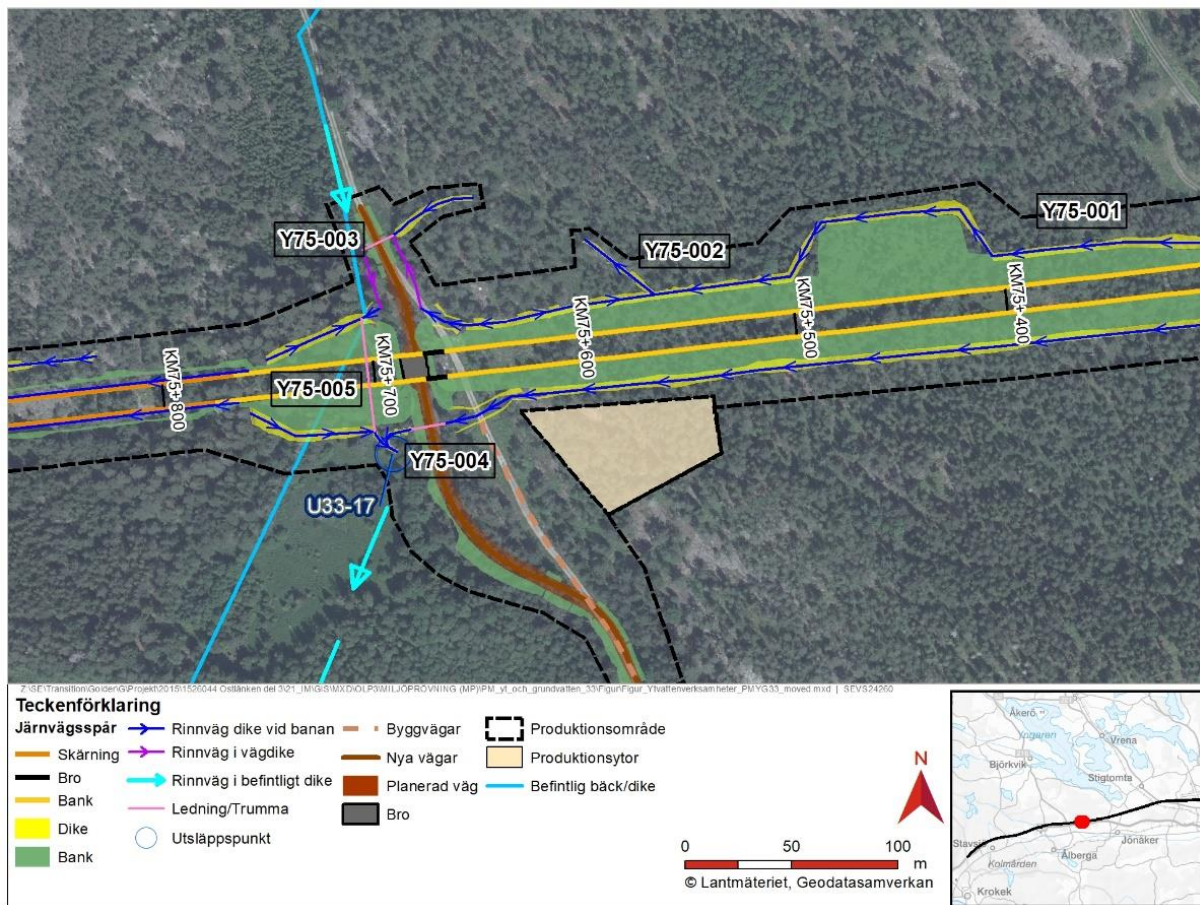 Y75-003
Y75-002
Y75-001
KM75+800
Y75-005
KM75+700
KM75+600
KM75+500
KM75+400
Y75-004
U33-17
Teckenförklaring
Järnvägsspår
Skärning
Bro
Bank
Dike
Bank
Rinnväg dike vid banan
Rinnväg i vägdike
Rinnväg i befintligt dike
Ledning/Trumma
Utsläppspunkt
Byggvägar
Nya vägar
Planerad väg
Bro
Produktionsområde
Produktionsytor
Befintlig bäck/dike
N
0 50 100
m
© Lantmäteriet, Geodatasamverkan
Åkerö
Yngaren
Vrena
Björkvik
Stigtomta
Jönåker
Ålberga
Kolmården
Krokek